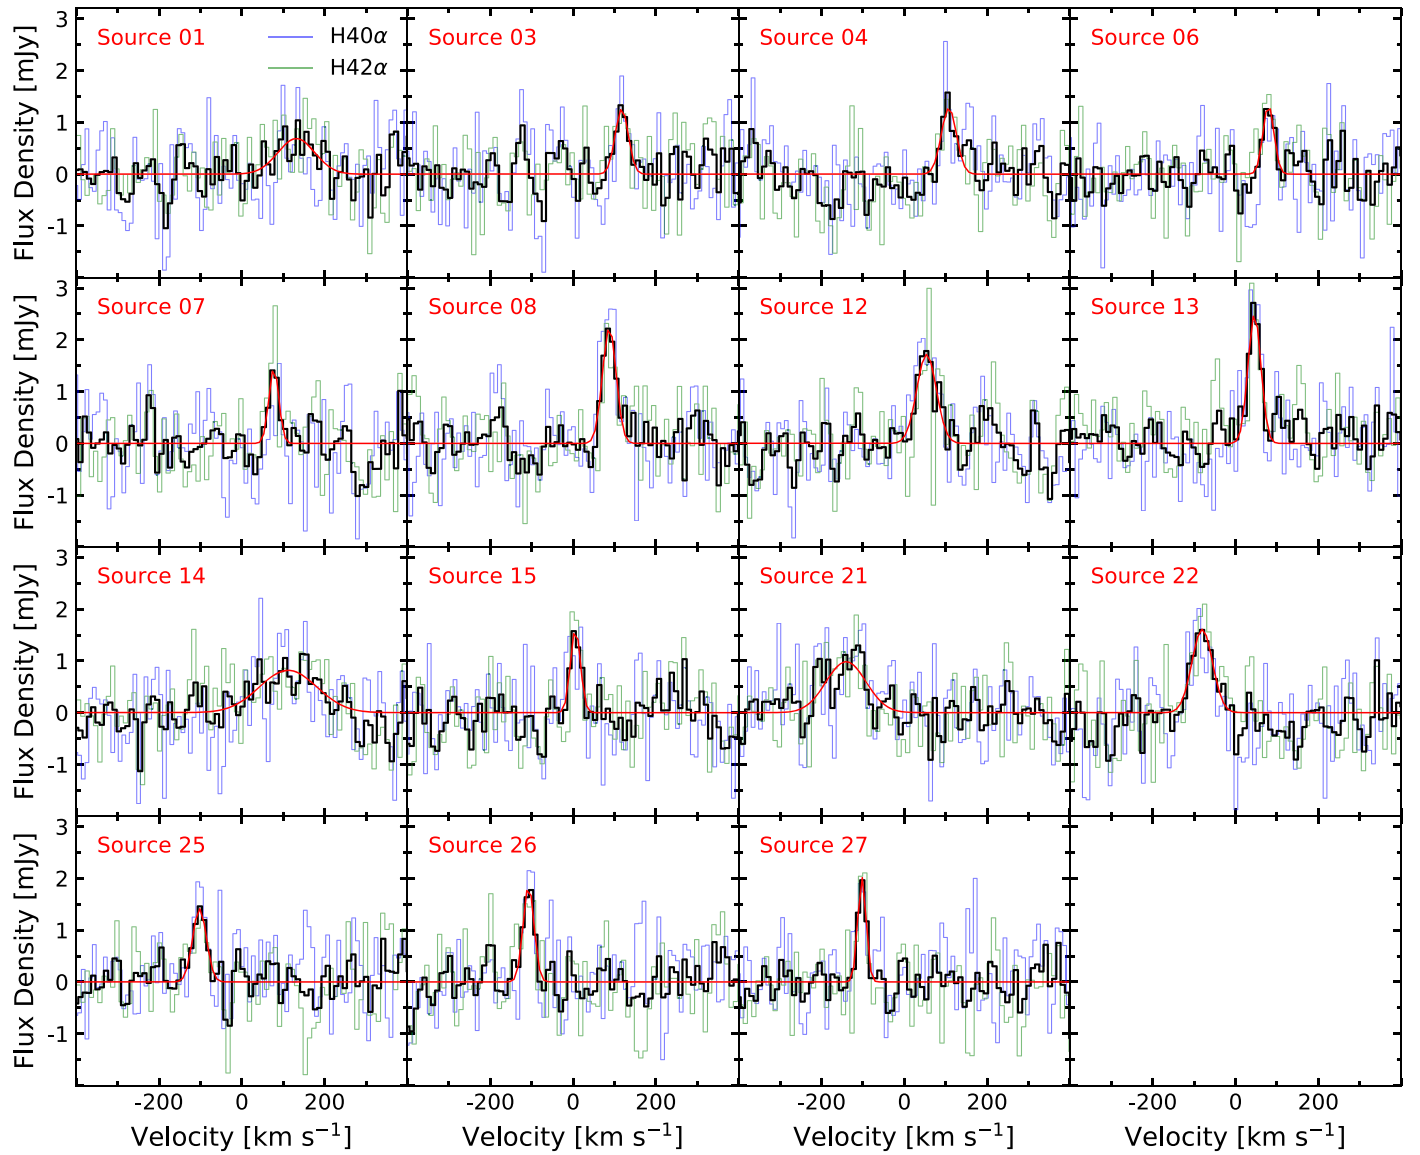 Source 01
H40α
H42α
Source 03
Source 04
Source 06
Flux Density [mJy]
3
2
1
0
-1
Source 07
Source 08
Source 12
Source 13
Flux Density [mJy]
3
2
1
0
-1
Source 14
Source 15
Source 21
Source 22
Flux Density [mJy]
3
2
1
0
-1
Source 25
Source 26
Source 27
Flux Density [mJy]
3
2
1
0
-1
-200 0 200 -200 0 200 -200 0 200 -200 0 200
Velocity [km s⁻¹] Velocity [km s⁻¹] Velocity [km s⁻¹] Velocity [km s⁻¹]